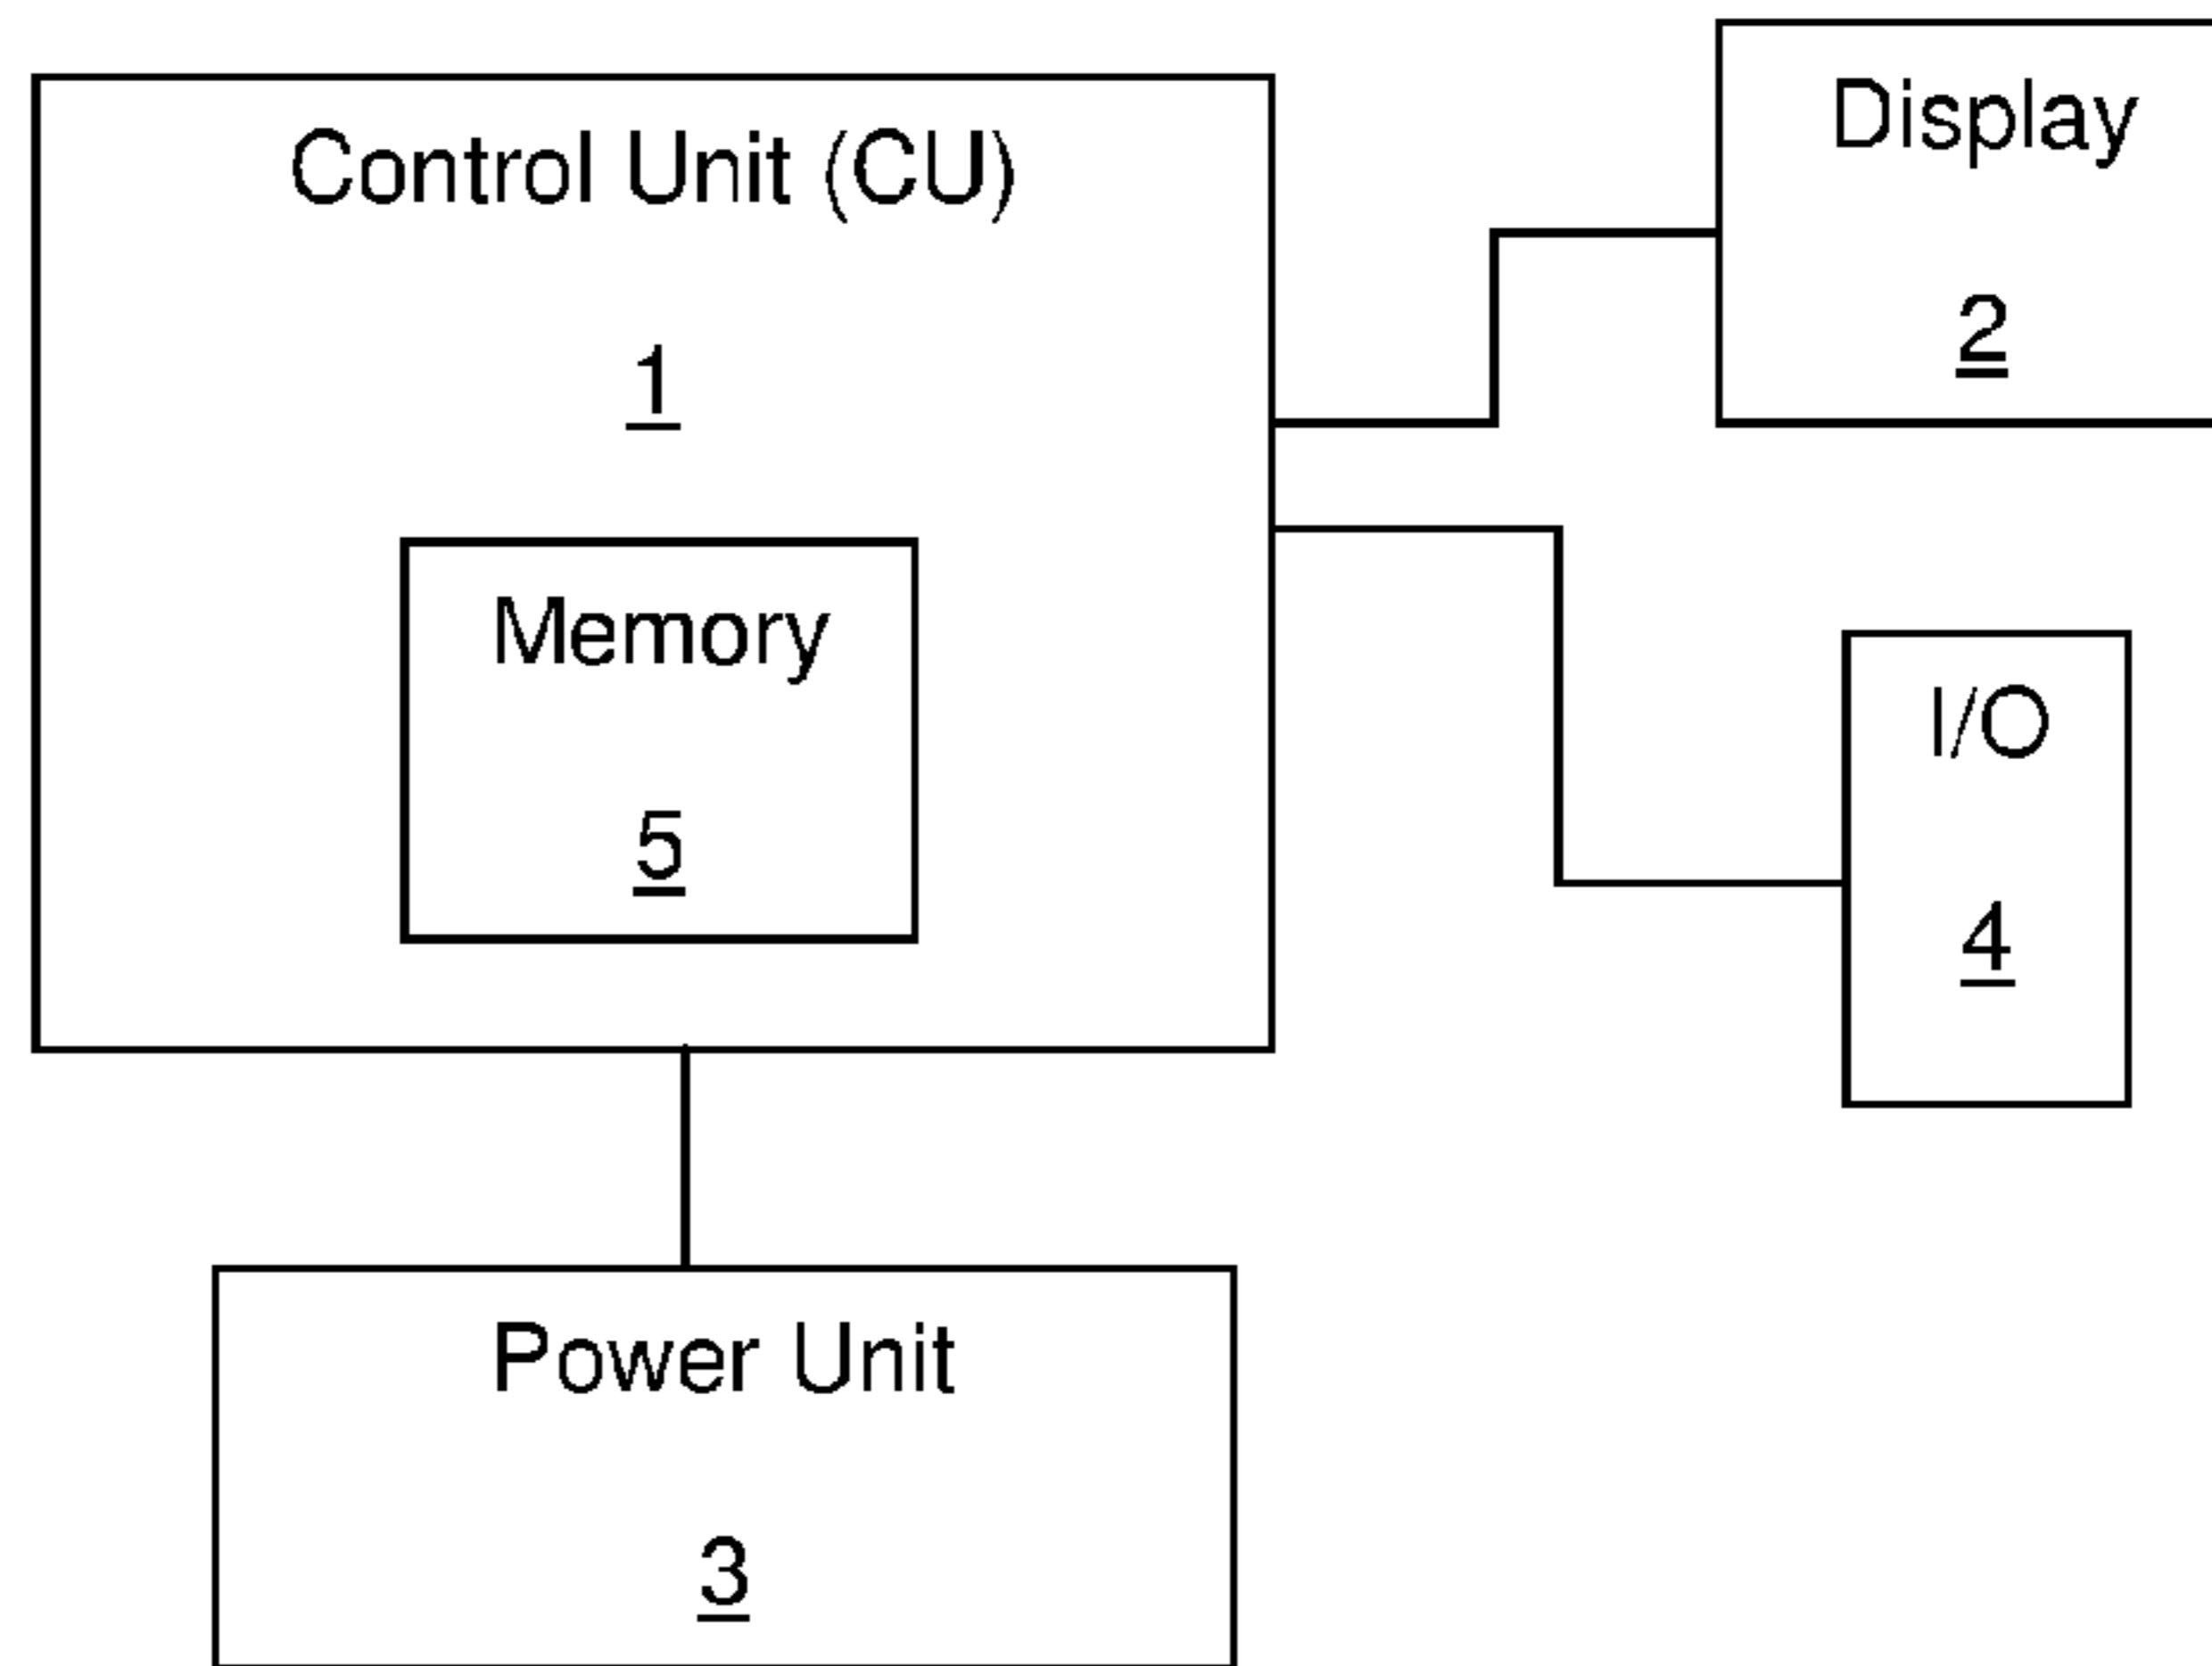 Control Unit (CU)
1
Memory
5
Display
2
I/O
4
Power Unit
3